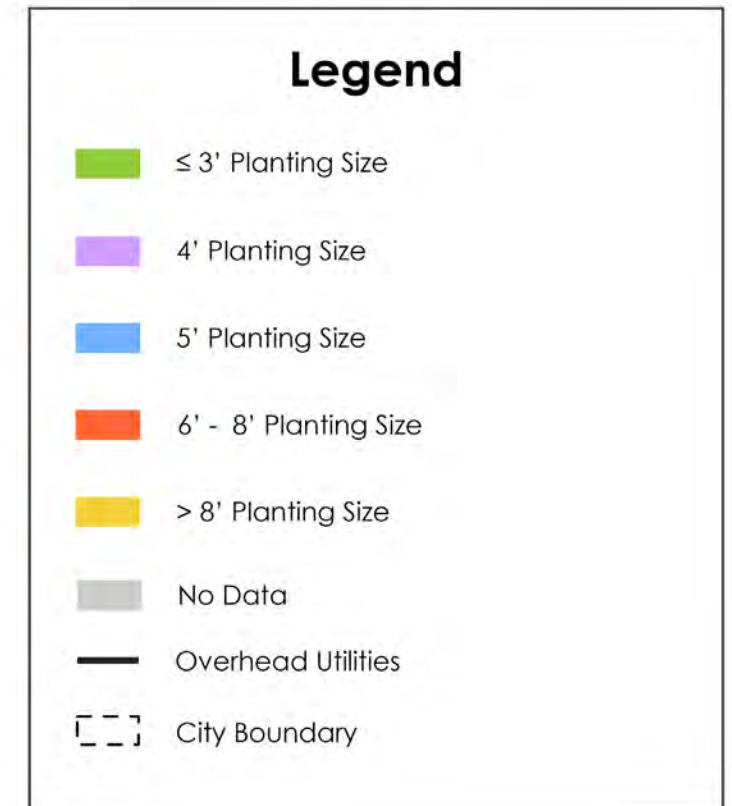 Legend
≤ 3’ Planting Size
4’ Planting Size
5’ Planting Size
6’ - 8’ Planting Size
> 8’ Planting Size
No Data
Overhead Utilities
City Boundary